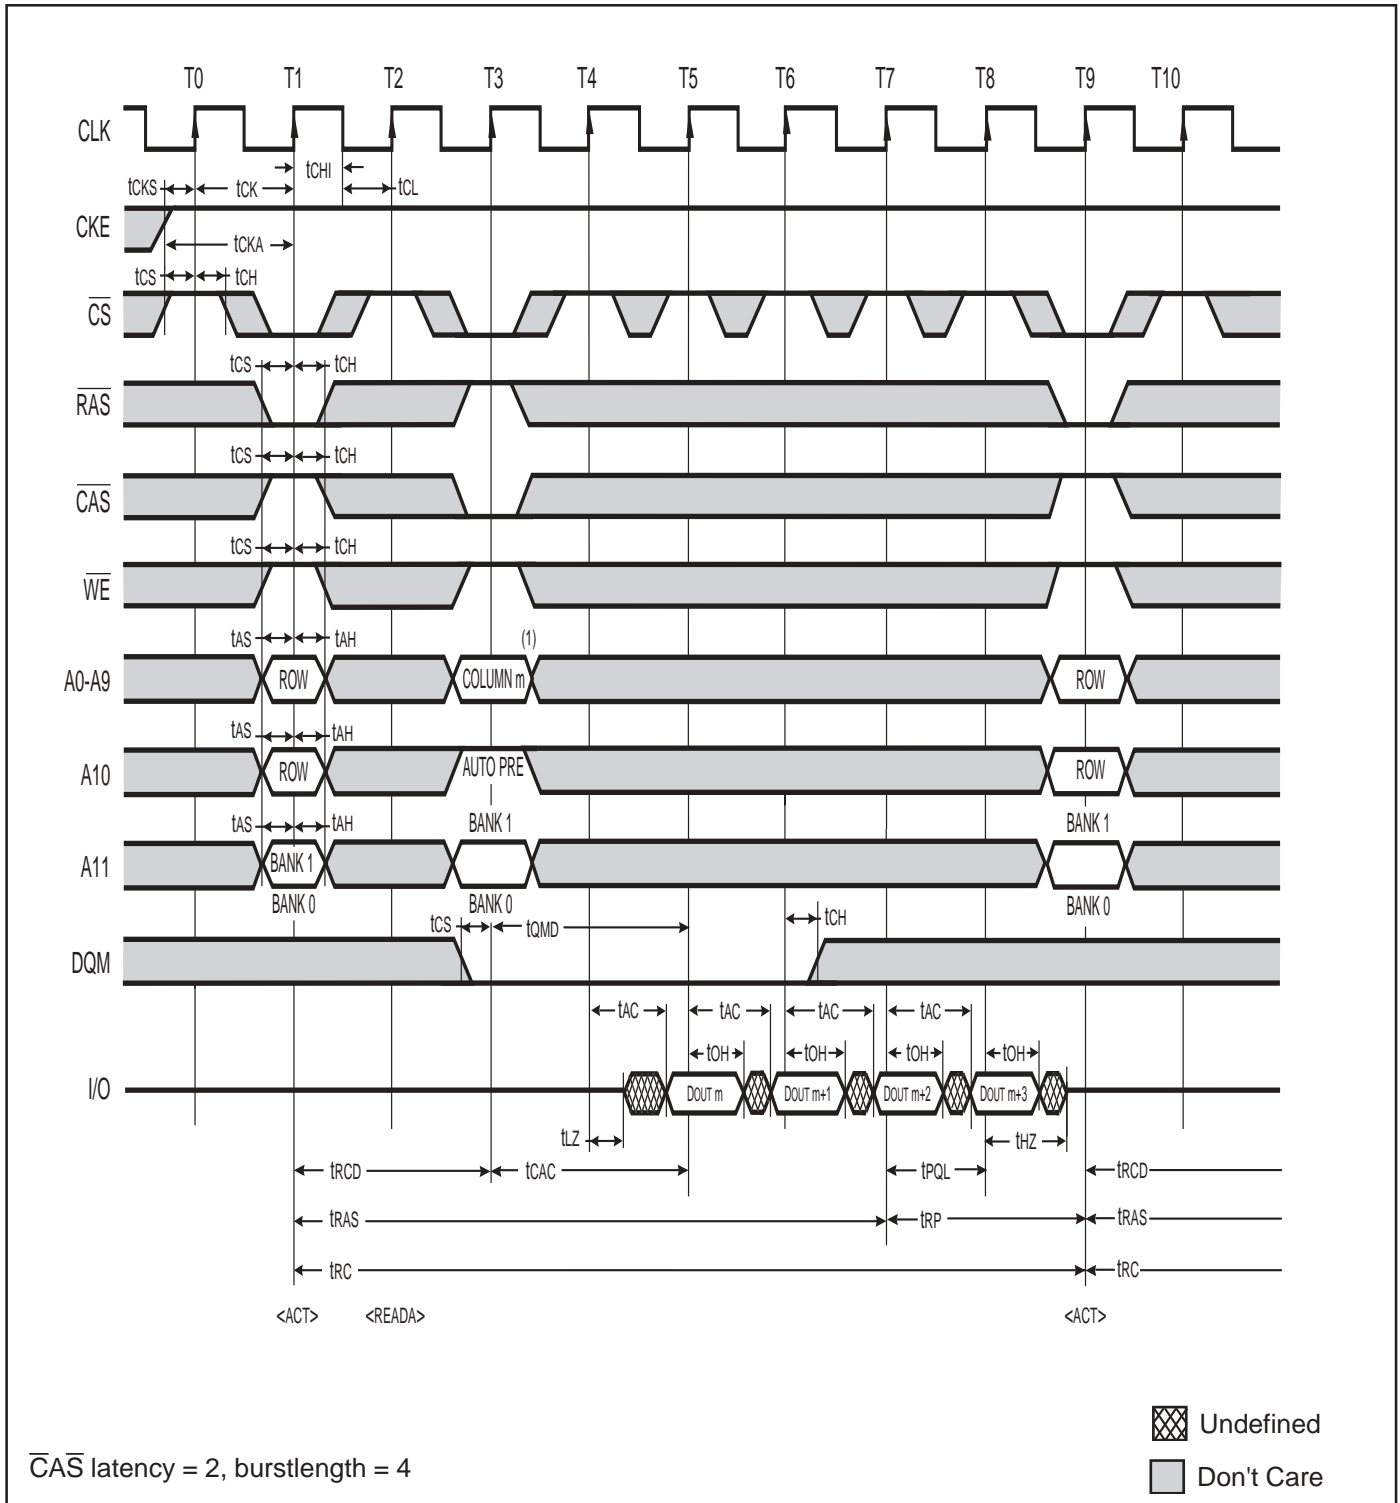 T0 T1 T2 T3 T4 T5 T6 T7 T8 T9 T10
CLK
tCHI
tCKS tCK tCL
CKE
tCKA
tCS tCH
CS
tCS tCH
RAS
tCS tCH
CAS
tCS tCH
WE
tAS tAH (1)
A0-A9 ROW COLUMN m ROW
tAS tAH
A10 ROW AUTO PRE ROW
tAS tAH BANK 1 BANK 1
A11 BANK 1
BANK 0 BANK 0 BANK 0
tCS tQMD tCH
DQM
tAC tAC tAC tAC
tOH tOH tOH tOH
I/O DOUT m DOUT m+1 DOUT m+2 DOUT m+3
tLZ tHZ
tRCD tCAC tPQL tRCD
tRAS tRP tRAS
tRC tRC
<ACT> <READA> <ACT>
Undefined
CAS latency = 2, burstlength = 4
Don't Care